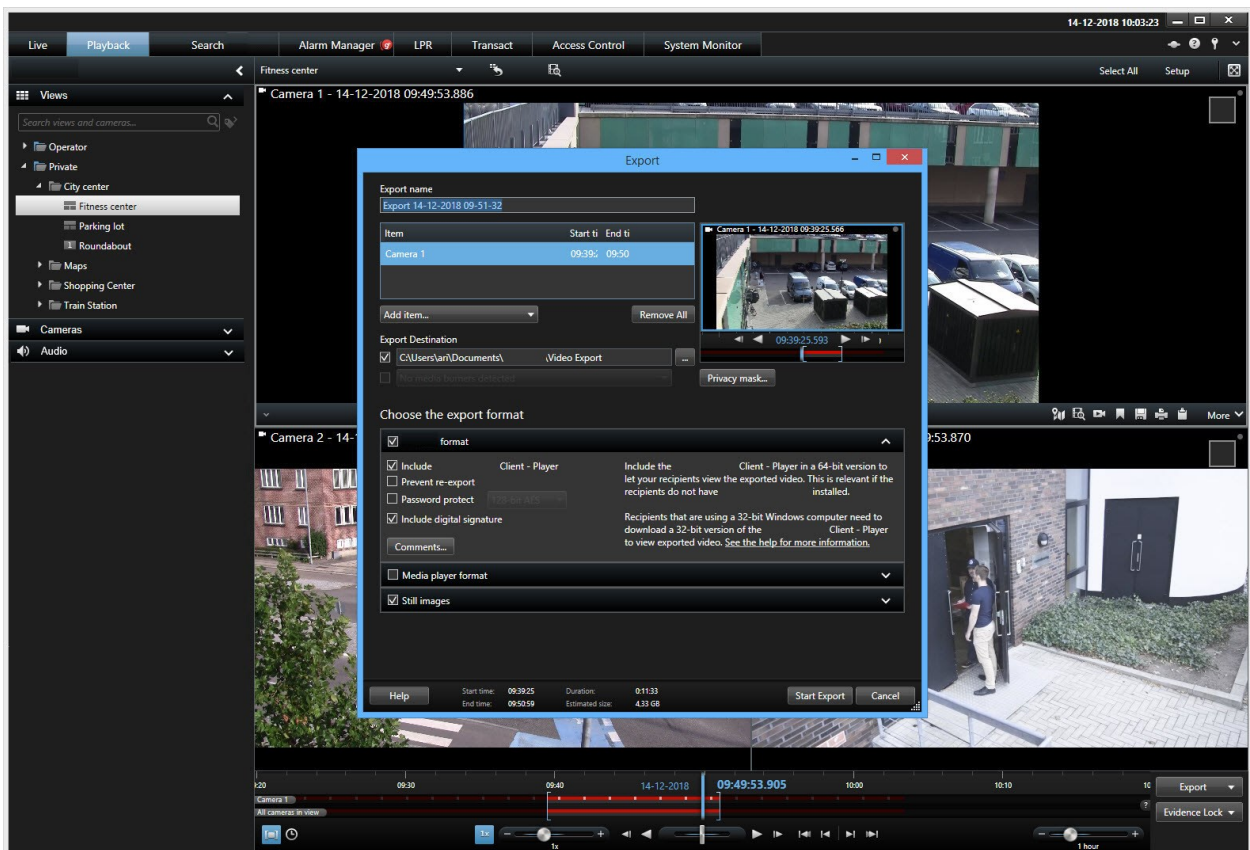 14-12-2018 10:03:23
Live Playback Search Alarm Manager LPR Transact Access Control System Monitor
Fitness center Select All Setup
Views
Search views and cameras...
Operator
Private
City center
Fitness center
Parking lot
1 Roundabout
Maps
Shopping Center
Train Station
Cameras
Audio
Camera 1 - 14-12-2018 09:49:53.886
Export
Export name
Export 14-12-2018 09-51-32
Item Start ti End ti
Camera 1 09:39:2 09:50
Camera 1 - 14-12-2018 09:39:25.566
Add item... Remove All
09:39:25.593
Export Destination
C:\Users\ari\Documents\ .\Video Export ...
No media burners detected
Privacy mask...
Choose the export format
format
Include Client - Player
Prevent re-export
Password protect 128-bit AES
Include digital signature
Comments...
Include the Client - Player in a 64-bit version to
let your recipients view the exported video. This is relevant if the
recipients do not have installed.
Recipients that are using a 32-bit Windows computer need to
download a 32-bit version of the Client - Player
to view exported video. See the help for more information.
Media player format
Still images
Help Start time: 09:39:25 Duration: 0:11:33 Start Export Cancel
End time: 09:50:59 Estimated size: 4,33 GB
More
Camera 2 - 14-1
9:53.870
:20 09:30 09:40 14-12-2018 09:49:53.905 10:00 10:10 10
Camera 1
All cameras in view
Export
?
Evidence Lock
1x - + - +
1x 1 hour